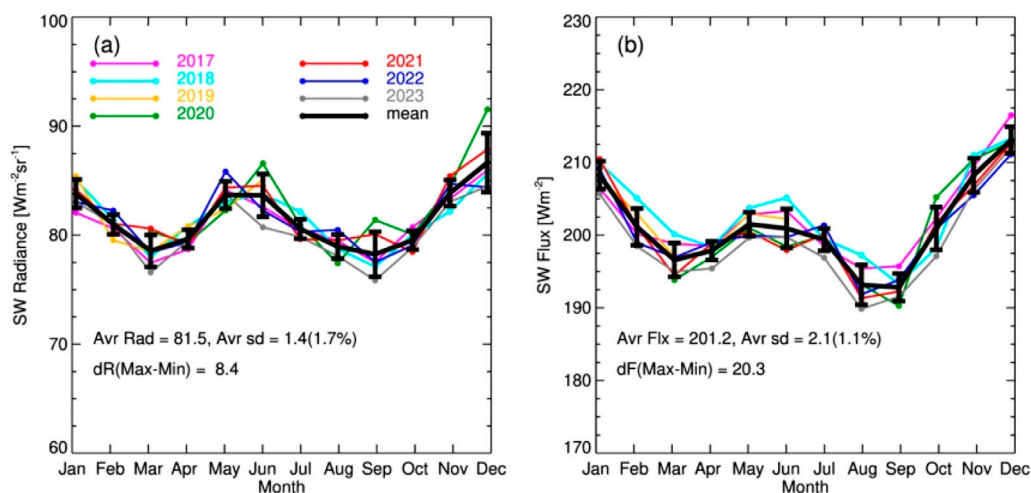 (a)
2017
2018
2019
2020
2021
2022
2023
mean
Avr Rad = 81.5, Avr sd = 1.4(1.7%)
dR(Max-Min) = 8.4
SW Radiance [Wm⁻²sr⁻¹]
100
90
80
70
60
Jan Feb Mar Apr May Jun Jul Aug Sep Oct Nov Dec
Month
(b)
Avr Flx = 201.2, Avr sd = 2.1(1.1%)
dF(Max-Min) = 20.3
SW Flux [Wm⁻²]
230
220
210
200
190
180
170
Jan Feb Mar Apr May Jun Jul Aug Sep Oct Nov Dec
Month